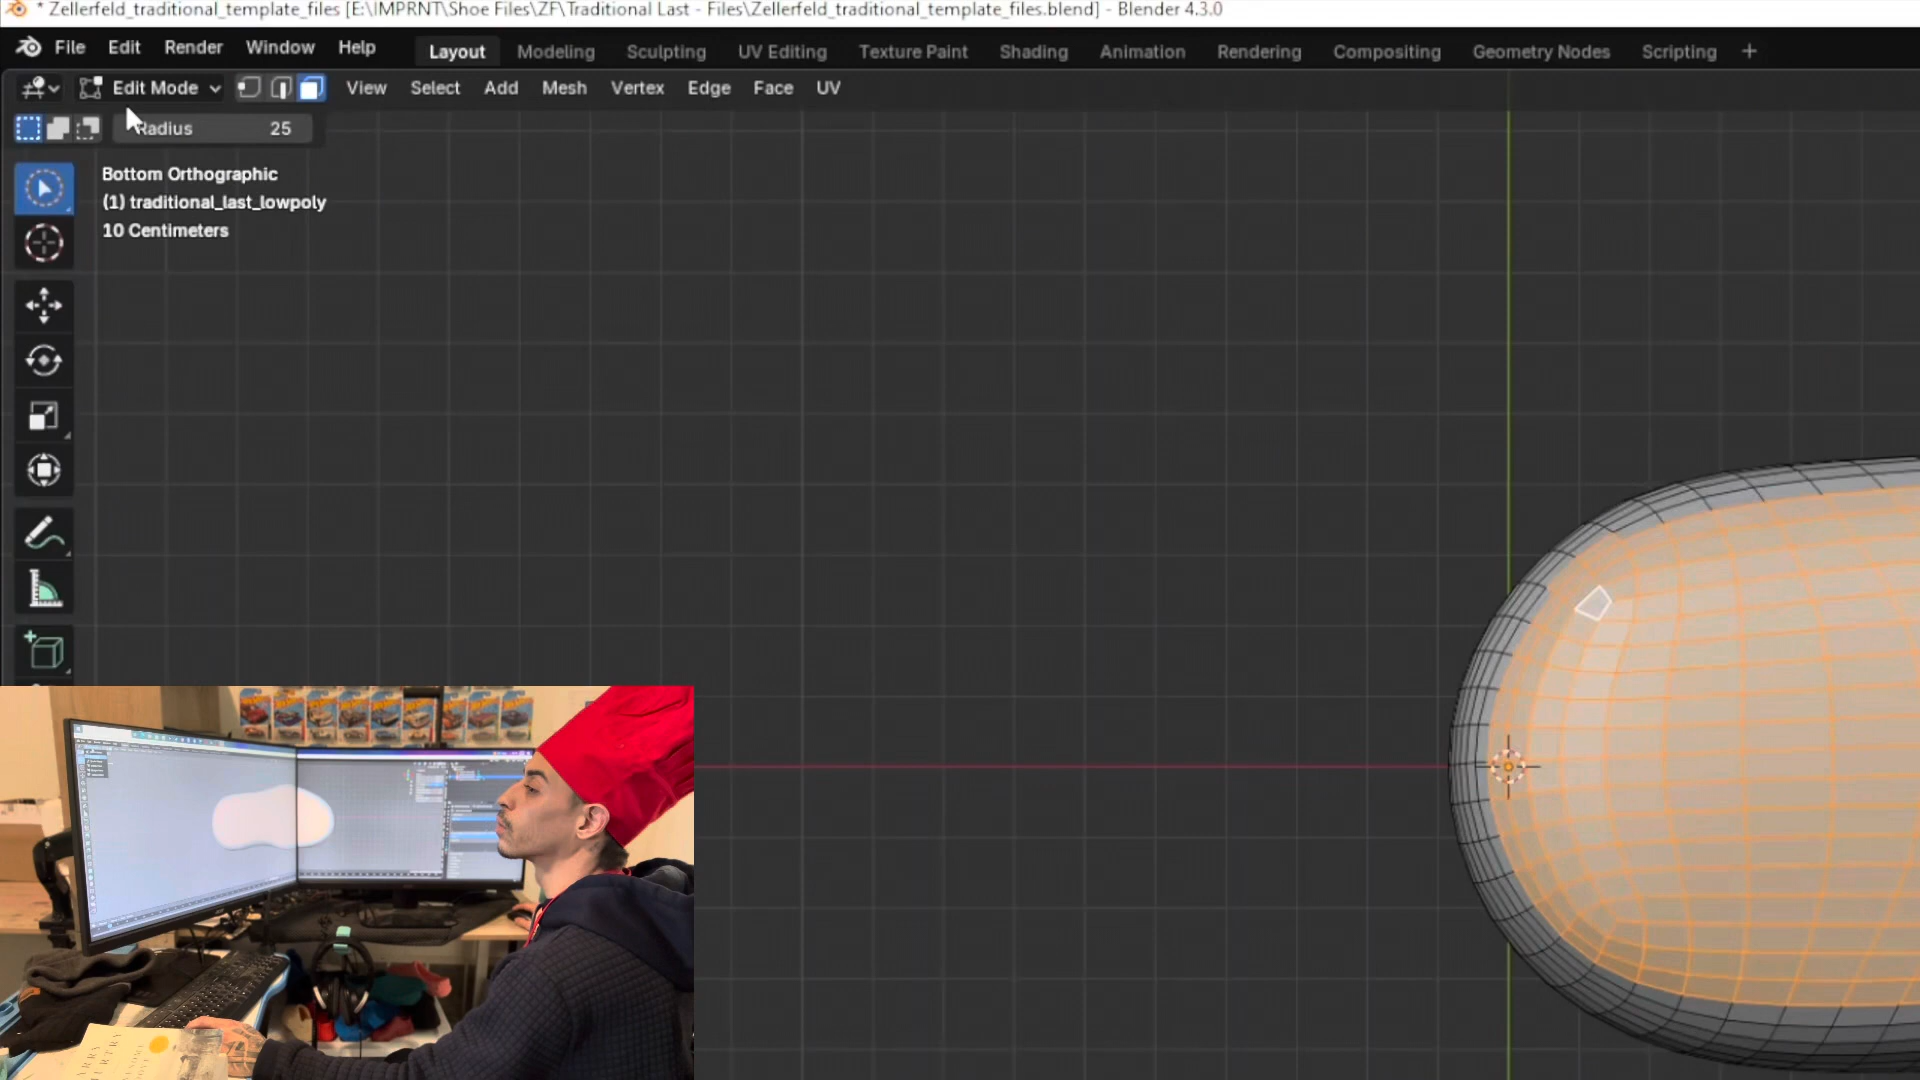 * Zellerfeld_traditional_template_files [E:\IMPRNT\Shoe Files\ZF\Traditional Last - Files\Zellerfeld_traditional_template_files.blend] - Blender 4.3.0
File Edit Render Window Help Layout Modeling Sculpting UV Editing Texture Paint Shading Animation Rendering Compositing Geometry Nodes Scripting +
Edit Mode View Select Add Mesh Vertex Edge Face UV
Radius 25
Bottom Orthographic
(1) traditional_last_lowpoly
10 Centimeters